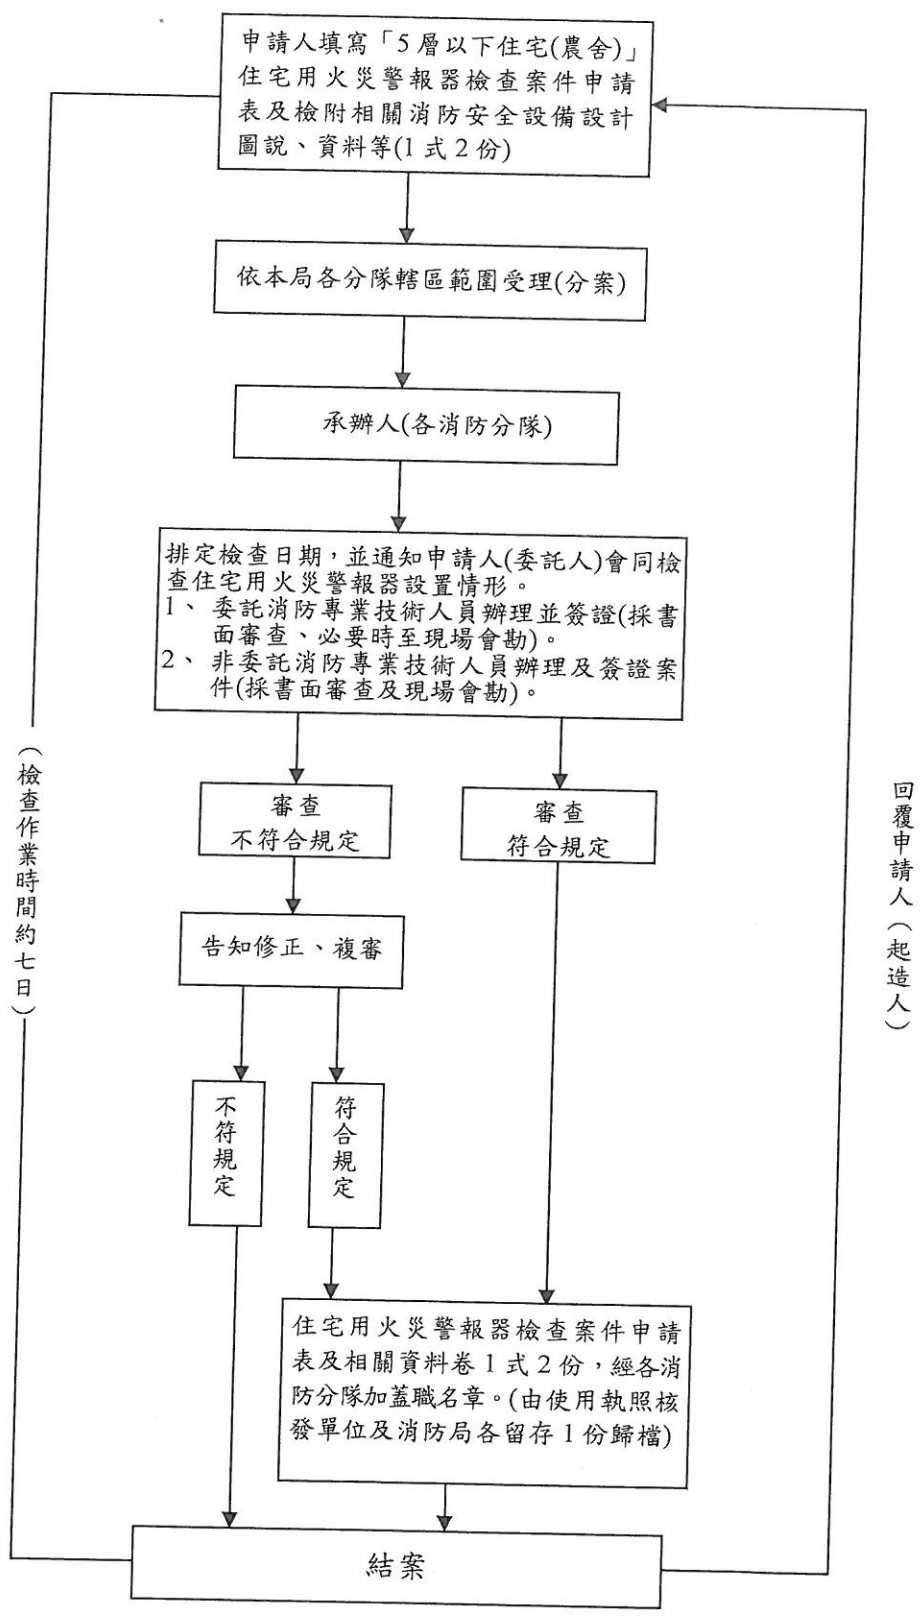 申請人填寫「5層以下住宅(農舍)」
住宅用火災警報器檢查案件申請
表及檢附相關消防安全設備設計
圖說、資料等(1式2份)
依本局各分隊轄區範圍受理(分案)
承辦人(各消防分隊)
排定檢查日期，並通知申請人(委託人)會同檢
查住宅用火災警報器設置情形。
1、 委託消防專業技術人員辦理並簽證(採書
面審查、必要時至現場會勘)。
2、 非委託消防專業技術人員辦理及簽證案
件(採書面審查及現場會勘)。
審查
不符合規定
審查
符合規定
告知修正、複審
不符規定
符合規定
住宅用火災警報器檢查案件申請
表及相關資料卷1式2份，經各消
防分隊加蓋職名章。(由使用執照核
發單位及消防局各留存1份歸檔)
結案
（檢查作業時間約七日）
回覆申請人（起造人）